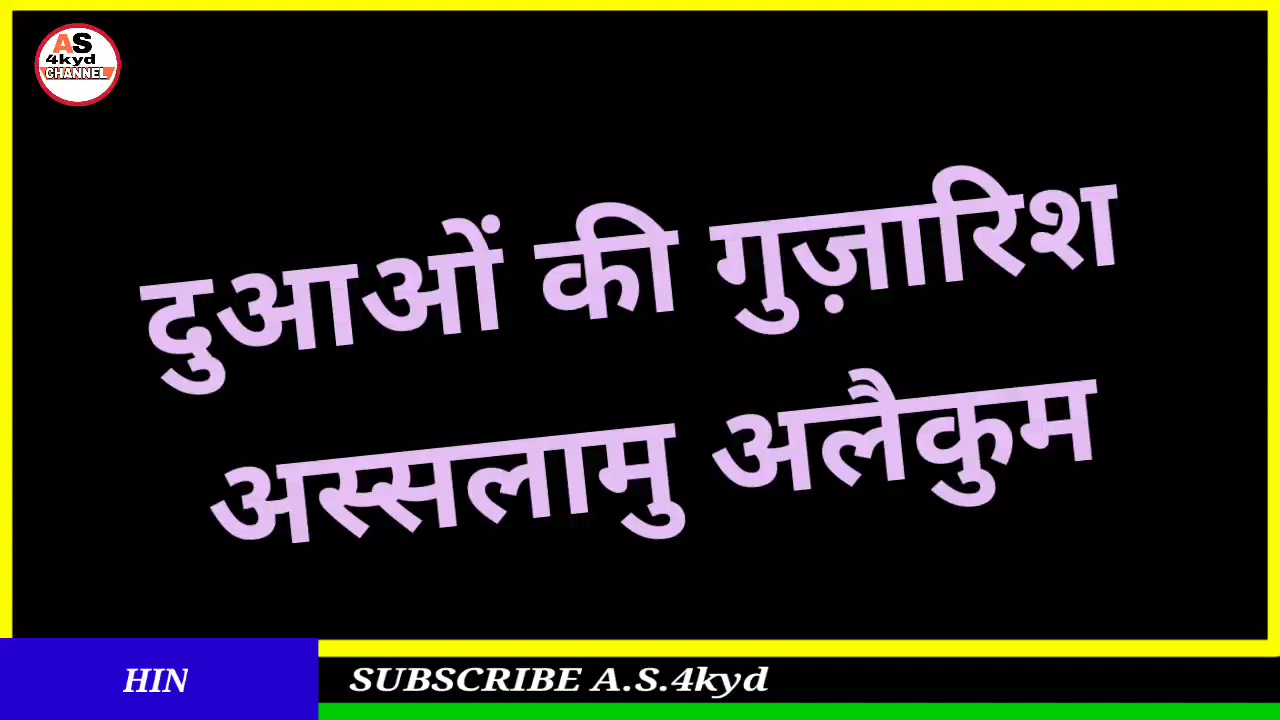 AS
4kyd
CHANNEL
दुआओं की गुज़ारिश
अस्सलामु अलैकुम
HIN
SUBSCRIBE A.S.4kyd